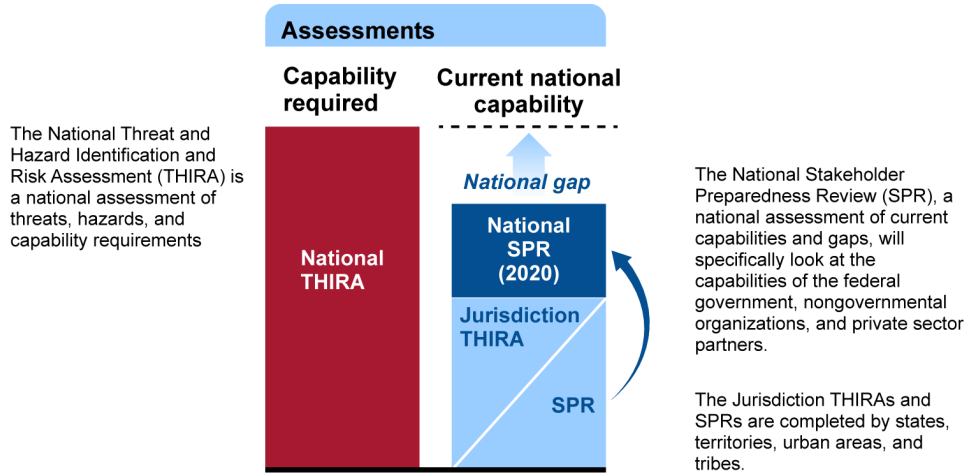 Assessments
Capability
required
Current national
capability
The National Threat and
Hazard Identification and
Risk Assessment (THIRA) is
a national assessment of
threats, hazards, and
capability requirements
National
THIRA
National gap
National
SPR
(2020)
Jurisdiction
THIRA
SPR
The National Stakeholder
Preparedness Review (SPR), a
national assessment of current
capabilities and gaps, will
specifically look at the
capabilities of the federal
government, nongovernmental
organizations, and private sector
partners.
The Jurisdiction THIRAs and
SPRs are completed by states,
territories, urban areas, and
tribes.